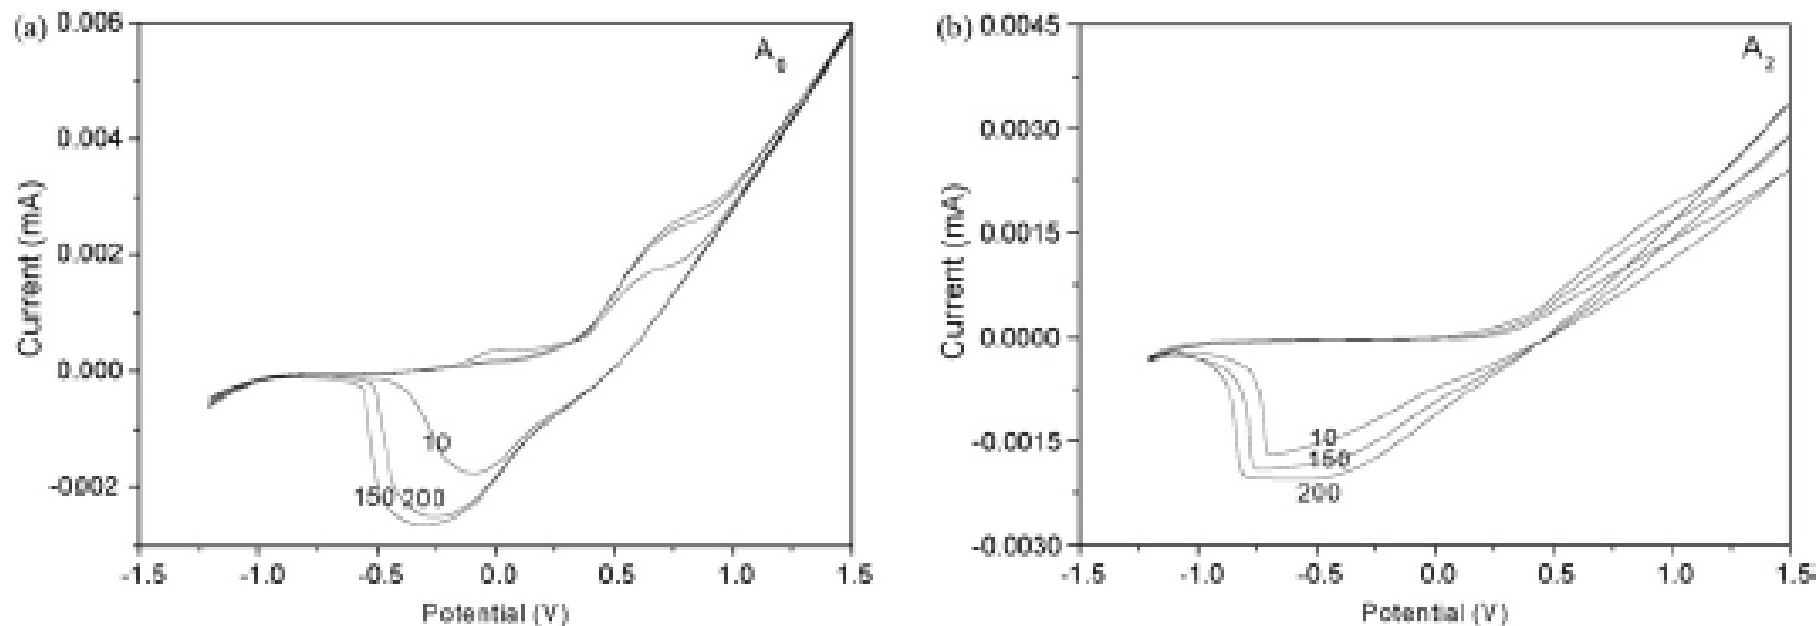 (a)
0.006
0.004
0.002
0.000
-0.002
Current (mA)
A₀
10
150 200
-1.5 -1.0 -0.5 0.0 0.5 1.0 1.5
Potential (V)
(b)
0.0045
0.0030
0.0015
0.0000
-0.0015
-0.0030
Current (mA)
A₂
10
150
200
-1.5 -1.0 -0.5 0.0 0.5 1.0 1.5
Potential (V)